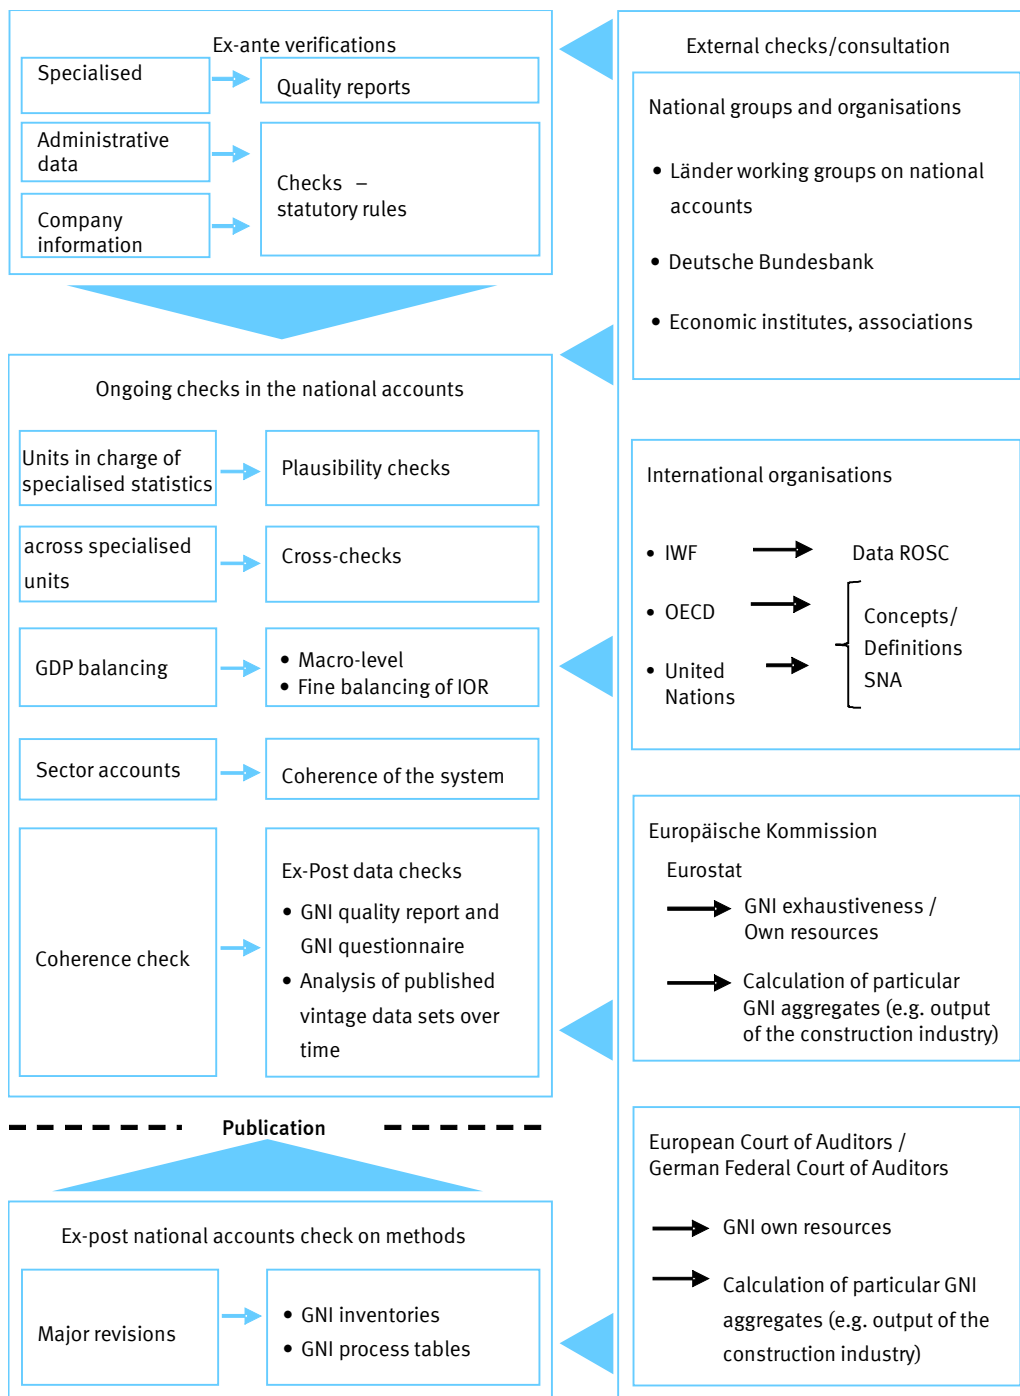 Ex-ante verifications
Specialised
Quality reports
Administrative
data
Checks –
statutory rules
Company
information
Ongoing checks in the national accounts
Units in charge of
specialised statistics
Plausibility checks
across specialised
units
Cross-checks
GDP balancing
• Macro-level
• Fine balancing of IOR
Sector accounts
Coherence of the system
Coherence check
Ex-Post data checks
• GNI quality report and
GNI questionnaire
• Analysis of published
vintage data sets over
time
Publication
Ex-post national accounts check on methods
Major revisions
• GNI inventories
• GNI process tables
External checks/consultation
National groups and organisations
• Länder working groups on national
accounts
• Deutsche Bundesbank
• Economic institutes, associations
International organisations
• IWF
Data ROSC
• OECD
• United
Nations
Concepts/
Definitions
SNA
Europäische Kommission
Eurostat
GNI exhaustiveness /
Own resources
Calculation of particular
GNI aggregates (e.g. output
of the construction industry)
European Court of Auditors /
German Federal Court of Auditors
GNI own resources
Calculation of particular GNI
aggregates (e.g. output of the
construction industry)